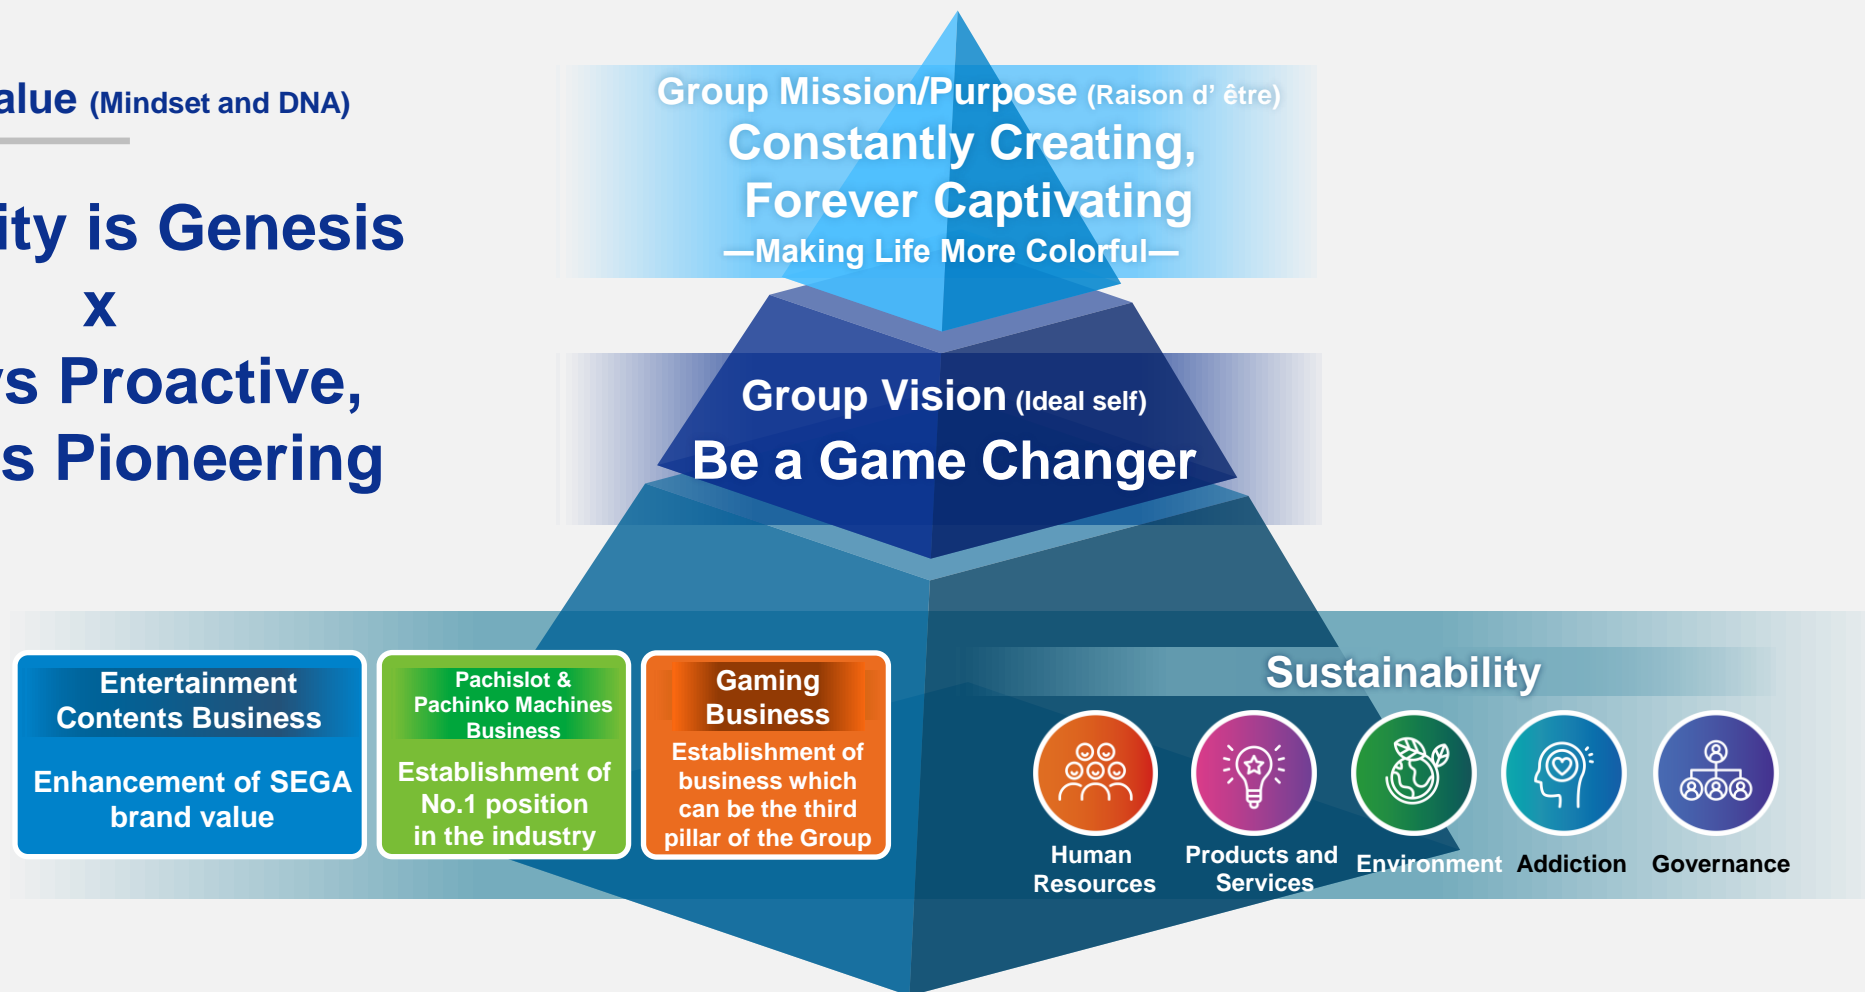 alue (Mindset and DNA)
ity is Genesis
x
s Proactive,
s Pioneering
Group Mission/Purpose (Raison d’ être)
Constantly Creating,
Forever Captivating
—Making Life More Colorful—
Group Vision (Ideal self)
Be a Game Changer
Entertainment
Contents Business
Enhancement of SEGA
brand value
Pachislot &
Pachinko Machines
Business
Establishment of
No.1 position
in the industry
Gaming
Business
Establishment of
business which
can be the third
pillar of the Group
Sustainability
Human
Resources
Products and
Services
Environment
Addiction
Governance